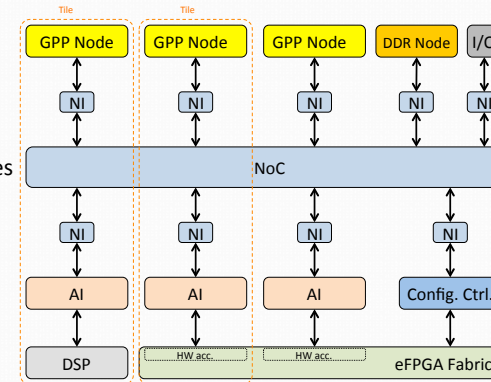 Tile Tile
GPP Node GPP Node GPP Node DDR Node I/O
NI NI NI NI NI
es NoC
NI NI NI NI
AI AI AI Config. Ctrl.
HW acc. HW acc.
DSP eFPGA Fabric